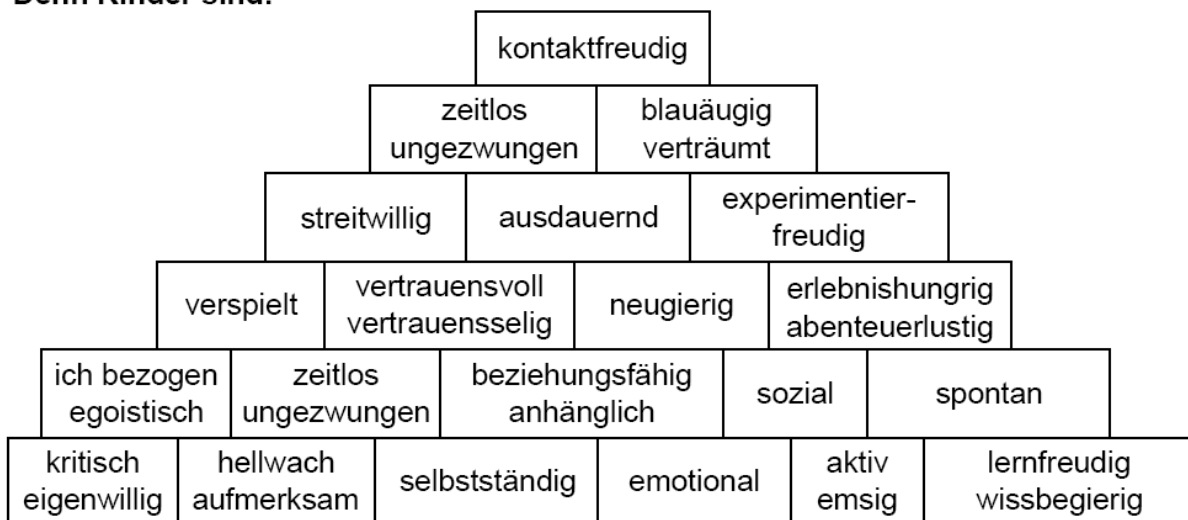 Denn Kinder sind:
kontaktfreudig
zeitlos
ungezwungen
blauäugig
verträumt
streitwillig
ausdauernd
experimentier-
freudig
verspielt
vertrauensvoll
vertrauensselig
neugierig
erlebnishungrig
abenteuerlustig
ich bezogen
egoistisch
zeitlos
ungezwungen
beziehungsfähig
anhänglich
sozial
spontan
kritisch
eigenwillig
hellwach
aufmerksam
selbstständig
emotional
aktiv
emsig
lernfreudig
wissbegierig